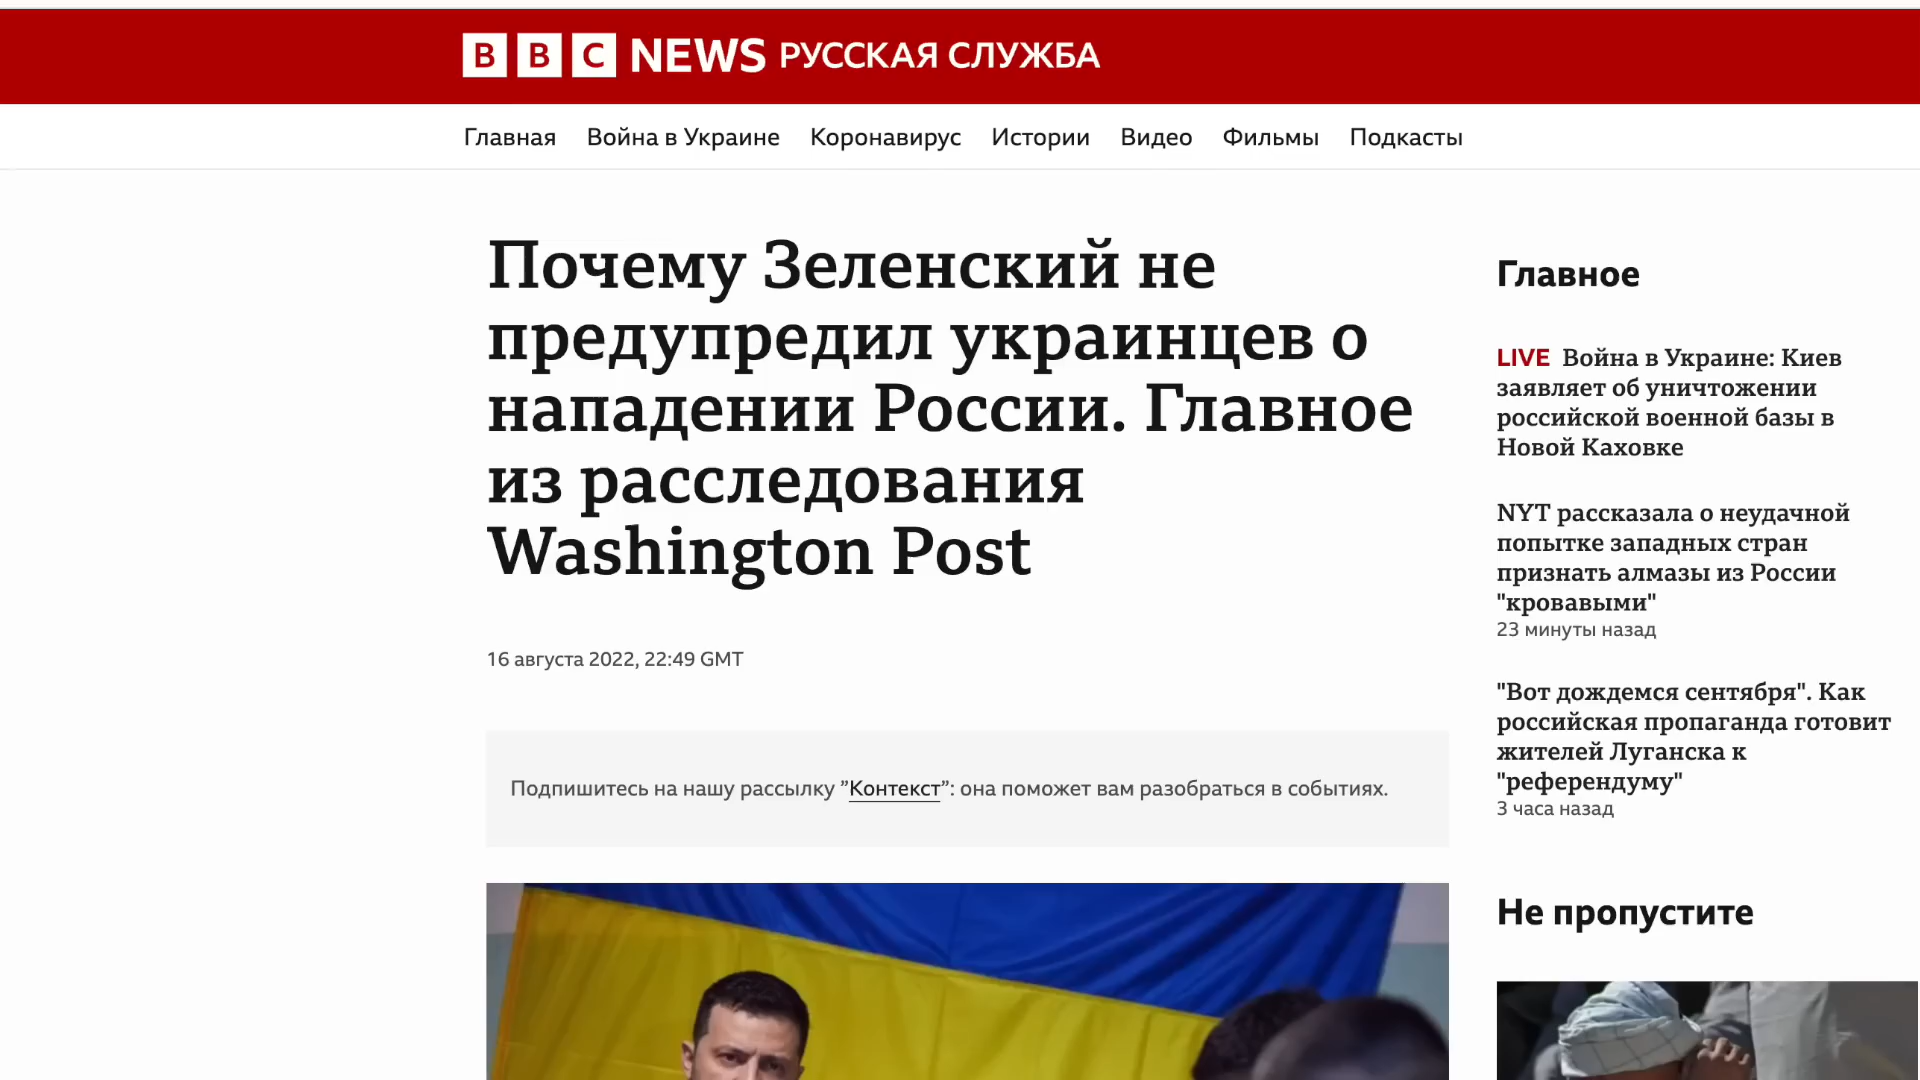 BBC NEWS РУССКАЯ СЛУЖБА
Главная Война в Украине Коронавирус Истории Видео Фильмы Подкасты
Почему Зеленский не
предупредил украинцев о
нападении России. Главное
из расследования
Washington Post
16 августа 2022, 22:49 GMT
Подпишитесь на нашу рассылку ”Контекст”: она поможет вам разобраться в событиях.
Главное
LIVE Война в Украине: Киев
заявляет об уничтожении
российской военной базы в
Новой Каховке
NYT рассказала о неудачной
попытке западных стран
признать алмазы из России
"кровавыми"
23 минуты назад
"Вот дождемся сентября". Как
российская пропаганда готовит
жителей Луганска к
"референдуму"
3 часа назад
Не пропустите